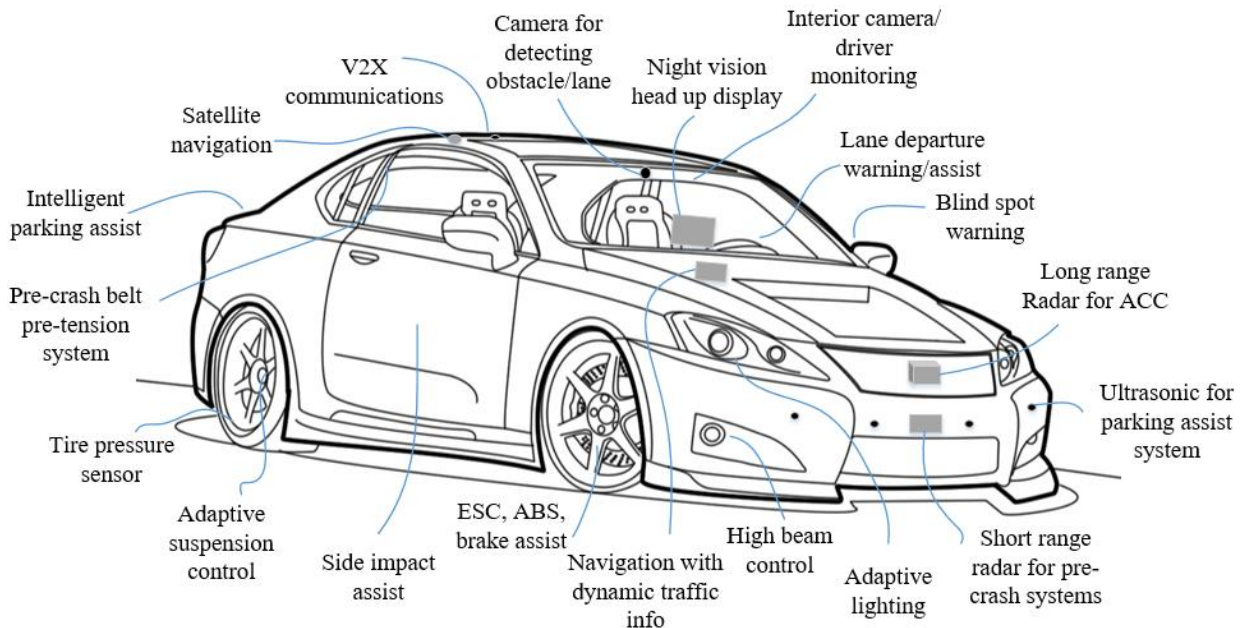 Camera for
detecting
obstacle/lane
Interior camera/
driver
monitoring
V2X
communications
Night vision
head up display
Satellite
navigation
Lane departure
warning/assist
Intelligent
parking assist
Blind spot
warning
Long range
Radar for ACC
Pre-crash belt
pre-tension
system
Ultrasonic for
parking assist
system
Tire pressure
sensor
Adaptive
suspension
control
Side impact
assist
ESC, ABS,
brake assist
Navigation with
dynamic traffic
info
High beam
control
Adaptive
lighting
Short range
radar for pre-
crash systems